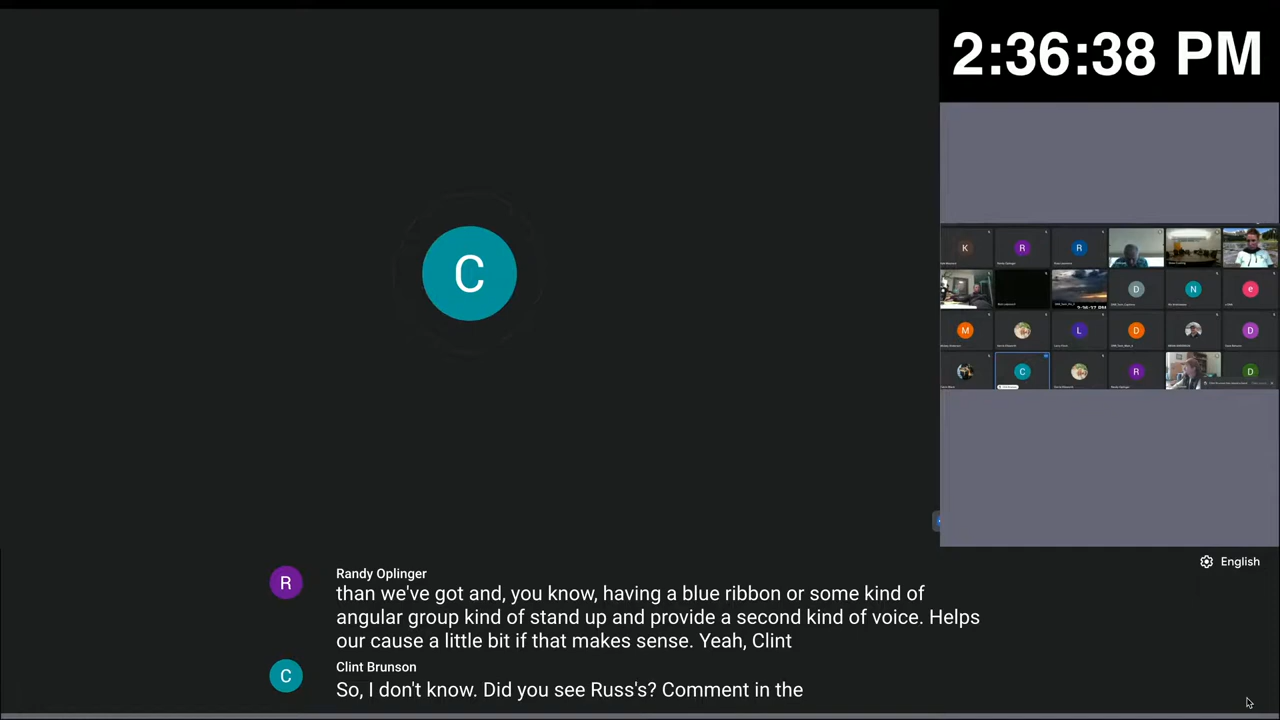 2:36:38 PM
C
K
R
R
D
N
e
M
L
D
D
C
R
D
English
R
Randy Oplinger
than we've got and, you know, having a blue ribbon or some kind of
angular group kind of stand up and provide a second kind of voice. Helps
our cause a little bit if that makes sense. Yeah, Clint
C
Clint Brunson
So, I don't know. Did you see Russ's? Comment in the